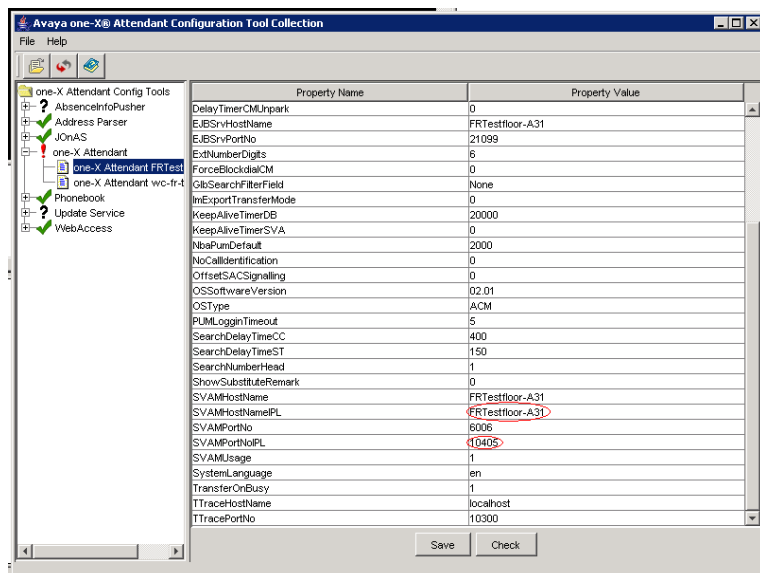 Avaya one-X® Attendant Configuration Tool Collection
File Help
one-X Attendant Config Tools
? AbsenceInfoPusher
Address Parser
JOnAS
! one-X Attendant
one-X Attendant FRTest
one-X Attendant wc-fr-t
Phonebook
? Update Service
WebAccess
Property Name Property Value
DelayTimerCMUnpark 0
EJBSrvHostName FRTestfloor-A31
EJBSrvPortNo 21099
ExtNumberDigits 6
ForceBlockdialCM 0
GlbSearchFilterField None
ImExportTransferMode 0
KeepAliveTimerDB 20000
KeepAliveTimerSVA 0
NbaPumDefault 2000
NoCallIdentification 0
OffsetSACSignalling 0
OSSoftwareVersion 02.01
OSType ACM
PUMLogginTimeout 5
SearchDelayTimeCC 400
SearchDelayTimeST 150
SearchNumberHead 1
ShowSubstituteRemark 0
SVAMHostName FRTestfloor-A31
SVAMHostNameIPL FRTestfloor-A31
SVAMPortNo 6006
SVAMPortNoIPL 10405
SVAMUsage 1
SystemLanguage en
TransferOnBusy 1
TTraceHostName localhost
TTracePortNo 10300
Save Check